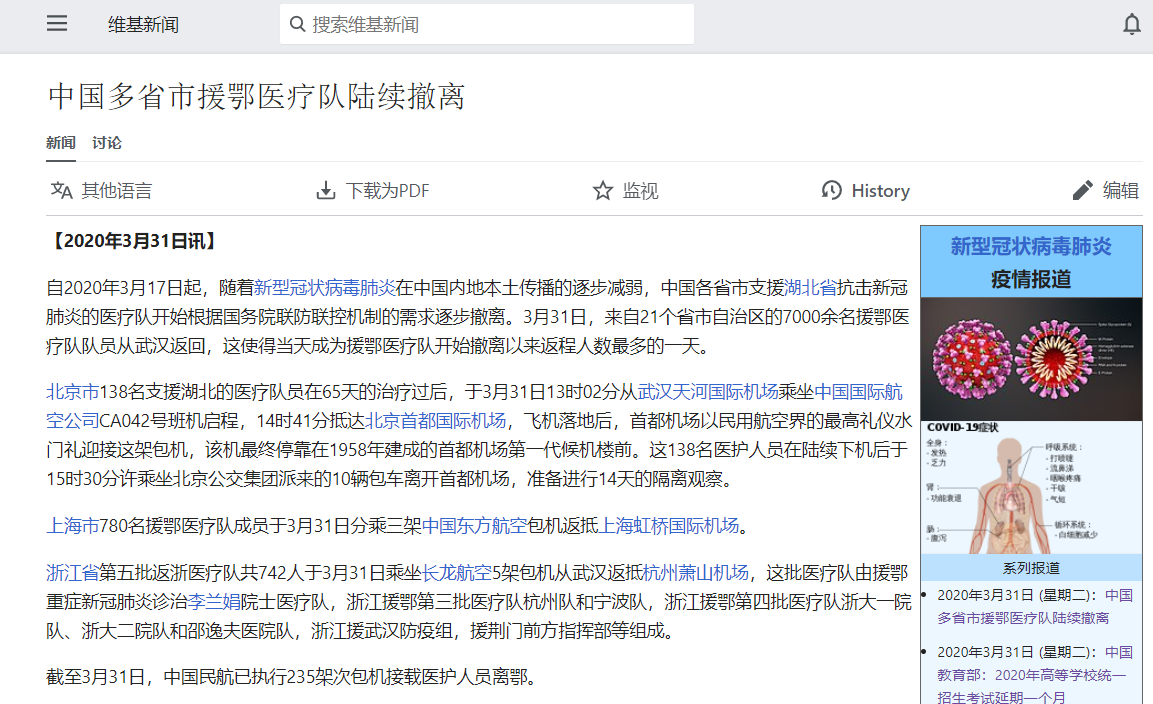 维基新闻
搜索维基新闻
中国多省市援鄂医疗队陆续撤离
新闻 讨论
其他语言 下载为PDF 监视 History 编辑
【2020年3月31日讯】
自2020年3月17日起，随着新型冠状病毒肺炎在中国内地本土传播的逐步减弱，中国各省市支援湖北省抗击新冠
肺炎的医疗队开始根据国务院联防联控机制的需求逐步撤离。3月31日，来自21个省市自治区的7000余名援鄂医
疗队队员从武汉返回，这使得当天成为援鄂医疗队开始撤离以来返程人数最多的一天。
北京市138名支援湖北的医疗队员在65天的治疗过后，于3月31日13时02分从武汉天河国际机场乘坐中国国际航
空公司CA042号班机启程，14时41分抵达北京首都国际机场，飞机落地后，首都机场以民用航空界的最高礼仪水
门礼迎接这架包机，该机最终停靠在1958年建成的首都机场第一代候机楼前。这138名医护人员在陆续下机后于
15时30分许乘坐北京公交集团派来的10辆包车离开首都机场，准备进行14天的隔离观察。
上海市780名援鄂医疗队成员于3月31日分乘三架中国东方航空包机返抵上海虹桥国际机场。
浙江省第五批返浙医疗队共742人于3月31日乘坐长龙航空5架包机从武汉返抵杭州萧山机场，这批医疗队由援鄂
重症新冠肺炎诊治李兰娟院士医疗队，浙江援鄂第三批医疗队杭州队和宁波队，浙江援鄂第四批医疗队浙大一院
队、浙大二院队和邵逸夫医院队，浙江援武汉防疫组，援荆门前方指挥部等组成。
截至3月31日，中国民航已执行235架次包机接载医护人员离鄂。
新型冠状病毒肺炎
疫情报道
COVID-19症状
全身：
- 发热
- 乏力
肾：
- 功能衰退
肠：
- 腹泻
呼吸系统：
- 打喷嚏
- 流鼻涕
- 咽喉疼痛
- 干咳
- 气短
循环系统：
- 白细胞减少
系列报道
2020年3月31日 (星期二)：中国
多省市援鄂医疗队陆续撤离
2020年3月31日 (星期二)：中国
教育部：2020年高等学校统一
招生考试延期一个月